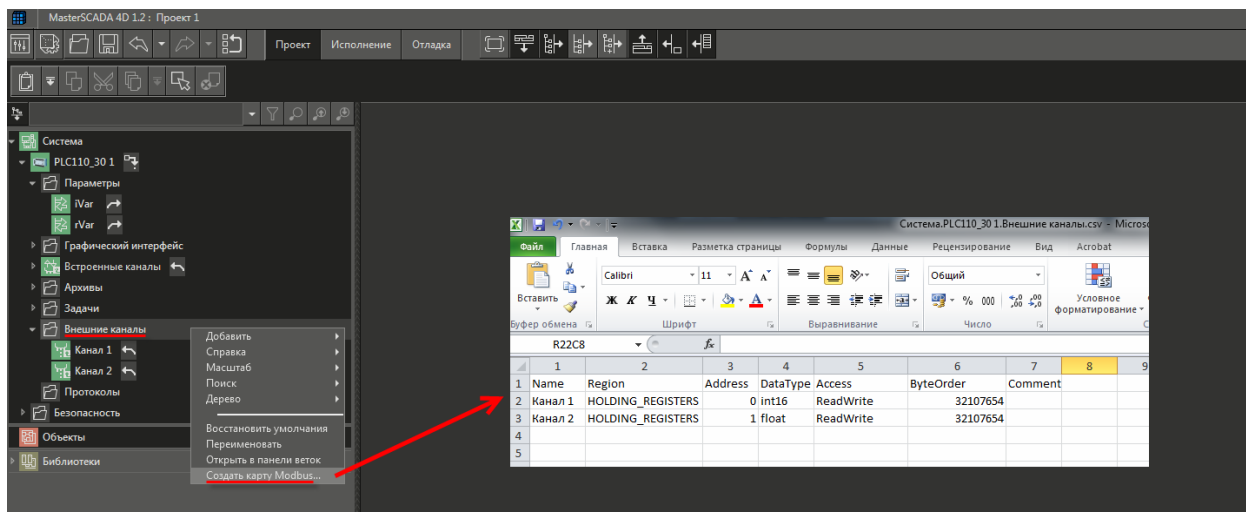 MasterSCADA 4D 1.2 : Проект 1
Проект Исполнение Отладка
Система
PLC110_30 1
Параметры
iVar
rVar
Графический интерфейс
Встроенные каналы
Архивы
Задачи
Внешние каналы
Канал 1
Канал 2
Протоколы
Безопасность
Объекты
Библиотеки
Добавить
Справка
Масштаб
Поиск
Дерево
Восстановить умолчания
Переименовать
Открыть в панели веток
Создать карту Modbus...
Система.PLC110_30 1.Внешние каналы.csv - Microso
Файл Главная Вставка Разметка страницы Формулы Данные Рецензирование Вид Acrobat
Calibri 11 Общий
Вставить Ж К Ч % 000 Условное
форматирование
Буфер обмена Шрифт Выравнивание Число
R22C8 fx
1 2 3 4 5 6 7 8 9
1 Name Region Address DataType Access ByteOrder Comment
2 Канал 1 HOLDING_REGISTERS 0 int16 ReadWrite 32107654
3 Канал 2 HOLDING_REGISTERS 1 float ReadWrite 32107654
4
5